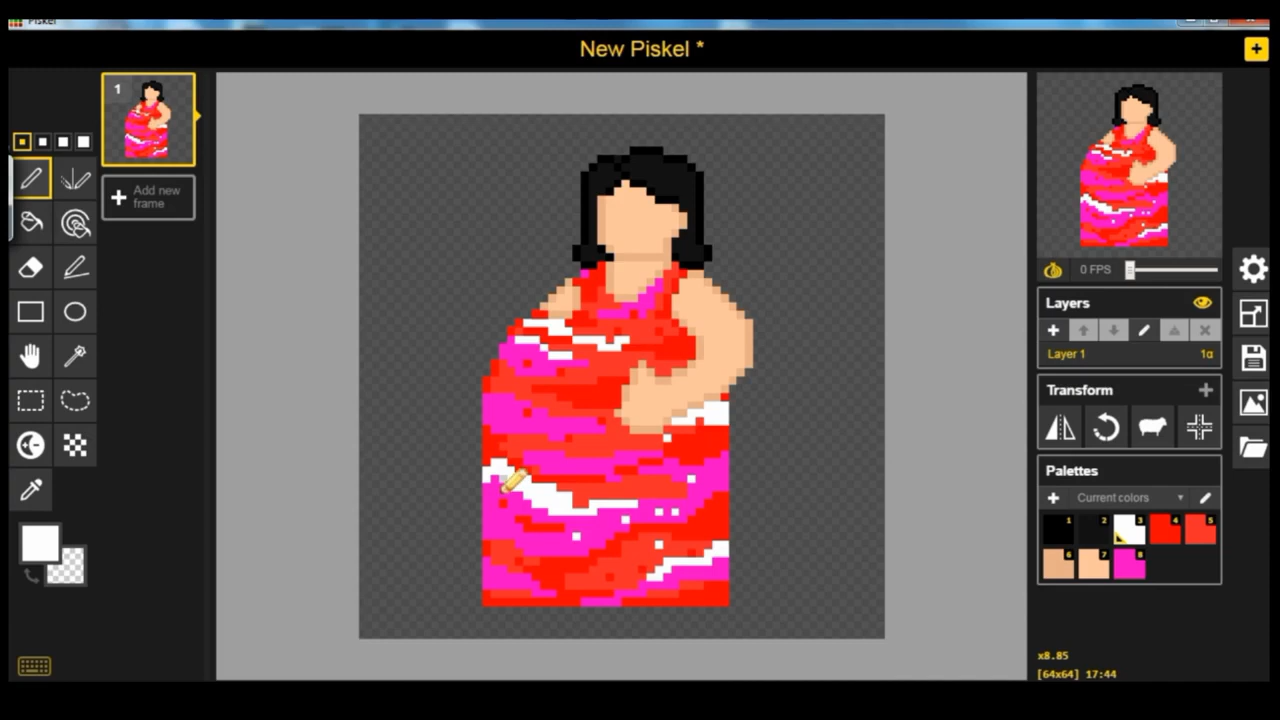 Piskel
New Piskel *
1
Add new
frame
0 FPS
Layers
Layer 1
1α
Transform
Palettes
Current colors
1
2
3
4
5
6
7
8
x8.85
[64x64] 17:44